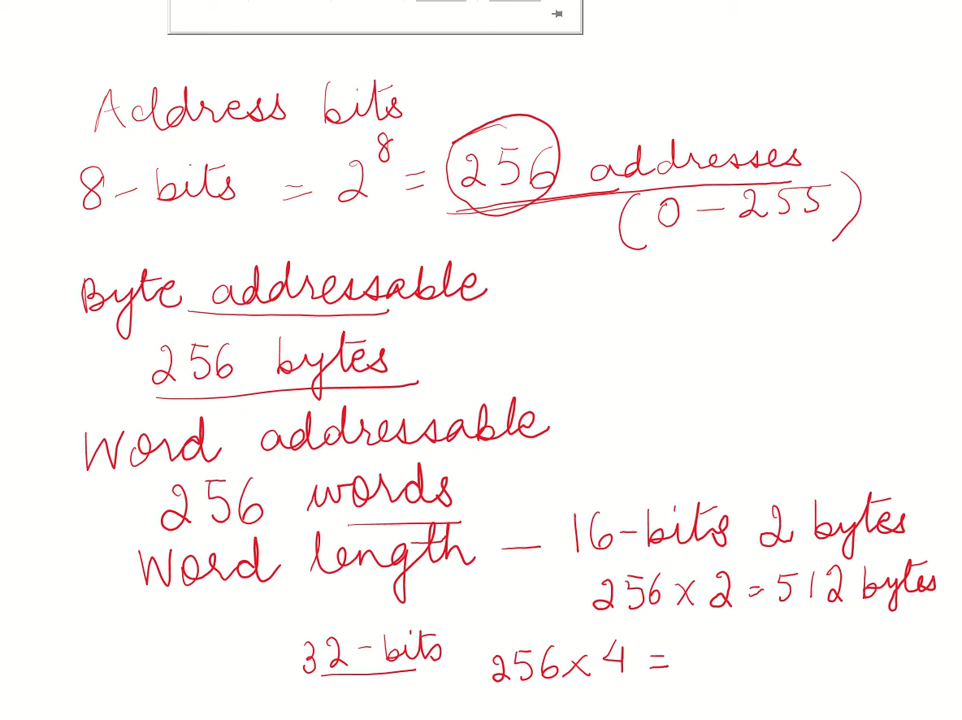 Address bits
8-bits = 2^8 = 256 addresses
(0 - 255)
Byte addressable
256 bytes
Word addressable
256 words
Word length - 16-bits 2 bytes
256 x 2 = 512 bytes
32-bits 256 x 4 =